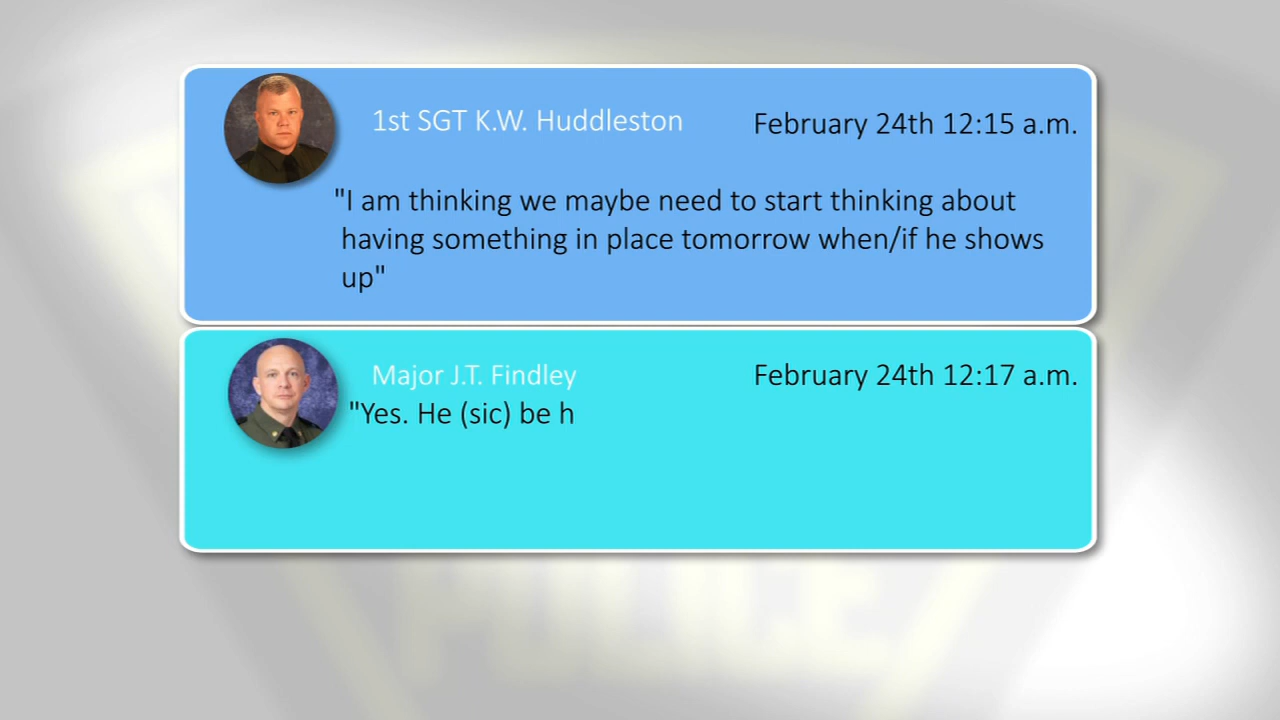 1st SGT K.W. Huddleston
February 24th 12:15 a.m.
"I am thinking we maybe need to start thinking about
having something in place tomorrow when/if he shows
up"
Major J.T. Findley
February 24th 12:17 a.m.
"Yes. He (sic) be h